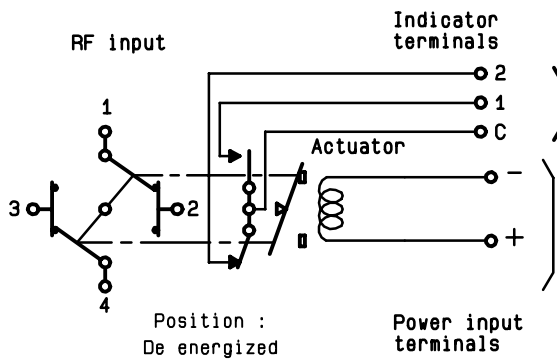 Indicator
terminals
RF input
2
1
C
1
Actuator
3
2
-
+
4
Position :
De energized
Power input
terminals